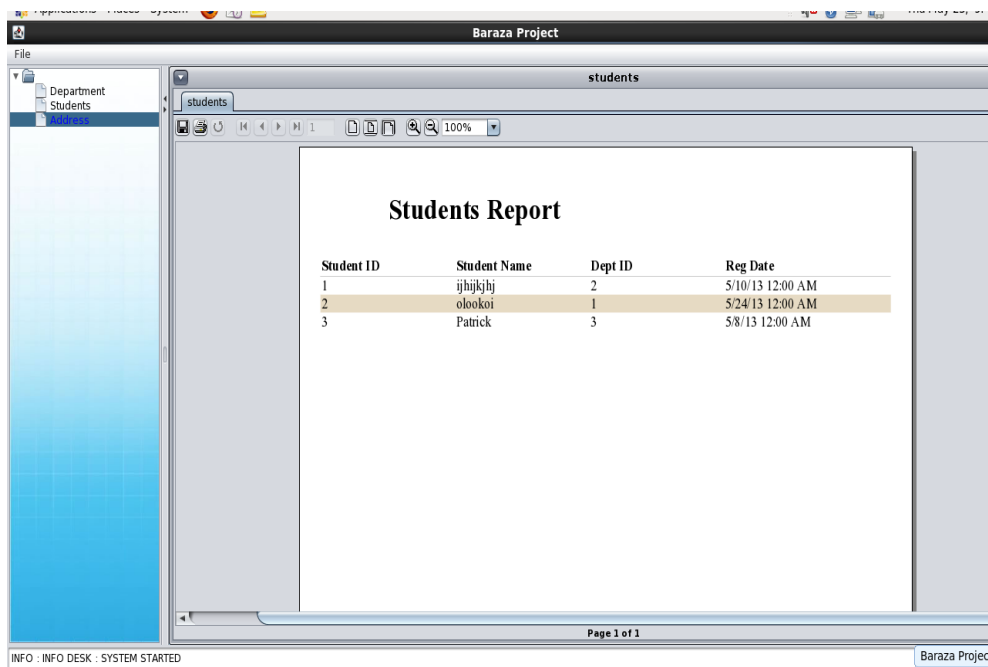 Applications Places System
Baraza Project
File
Department
Students
Address
students
students
1
100%
Students Report
Student ID Student Name Dept ID Reg Date
1 ijhijkjhj 2 5/10/13 12:00 AM
2 olookoi 1 5/24/13 12:00 AM
3 Patrick 3 5/8/13 12:00 AM
Page 1 of 1
INFO : INFO DESK : SYSTEM STARTED
Baraza Projec